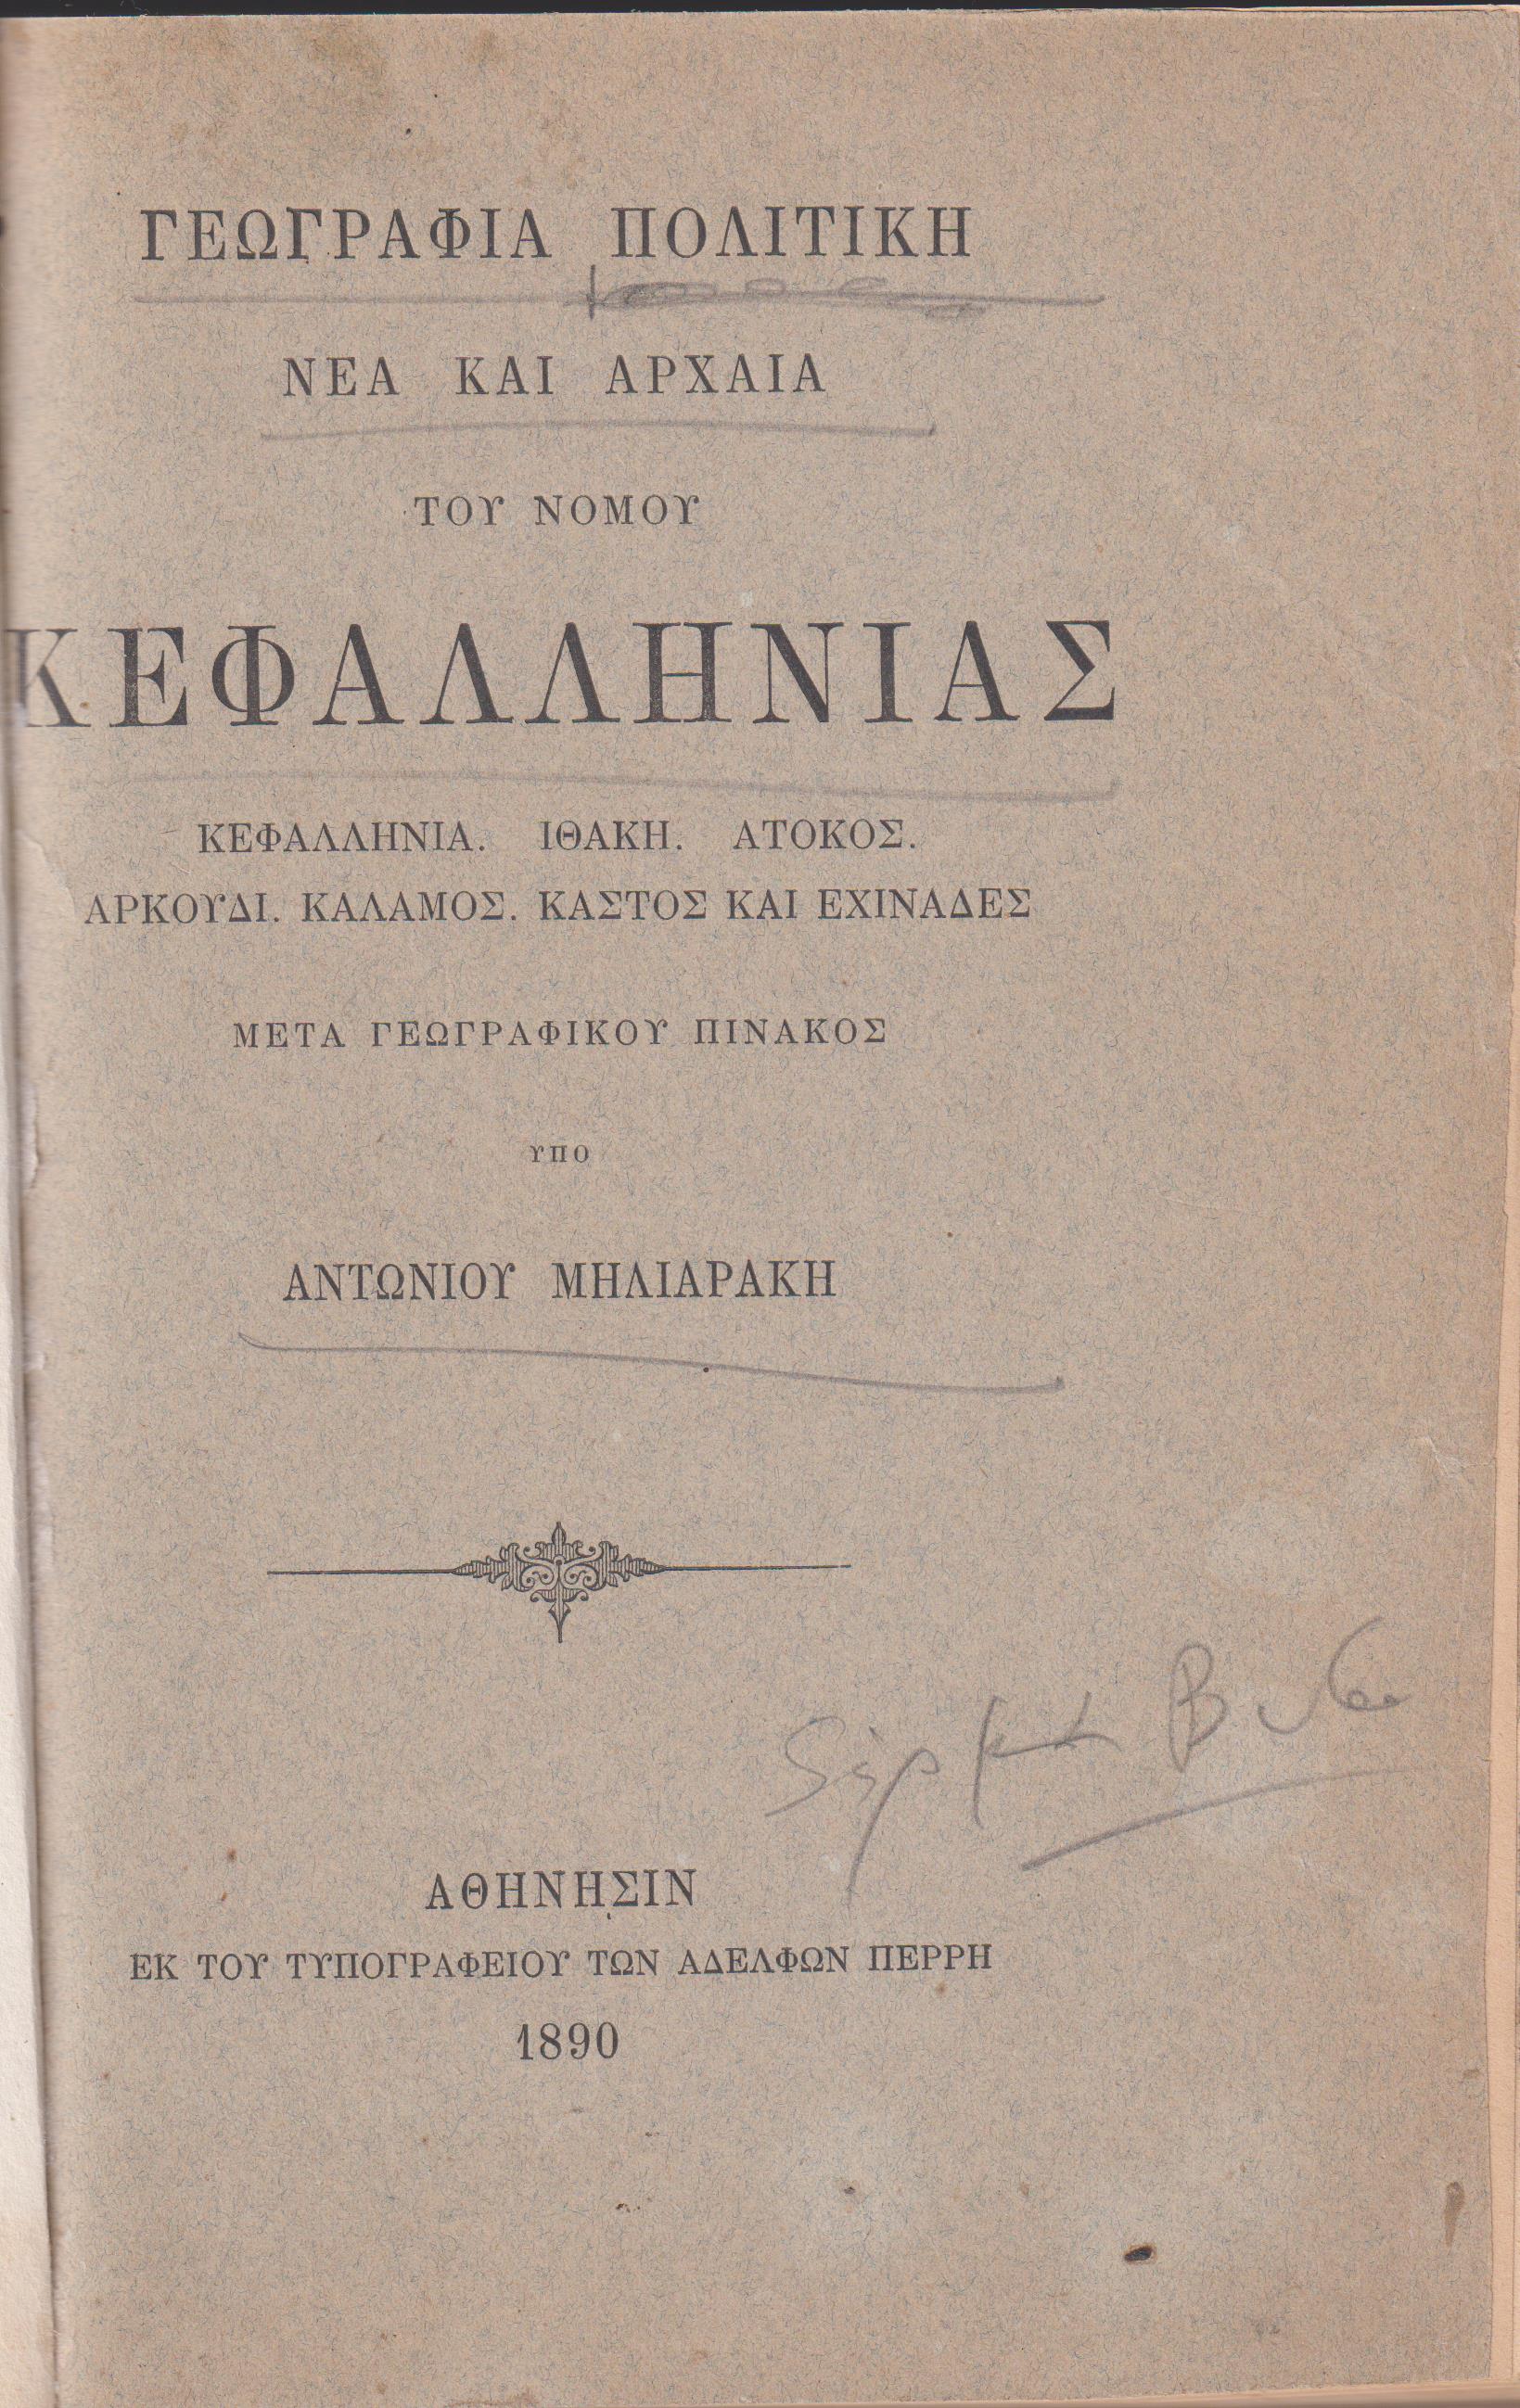 ΓΕΩΓΡΑΦΙΑ ΠΟΛΙΤΙΚΗ
ΝΕΑ ΚΑΙ ΑΡΧΑΙΑ
ΤΟΥ ΝΟΜΟΥ
ΚΕΦΑΛΛΗΝΙΑΣ
ΚΕΦΑΛΛΗΝΙΑ. ΙΘΑΚΗ. ΑΤΟΚΟΣ.
ΑΡΚΟΥΔΙ. ΚΑΛΑΜΟΣ. ΚΑΣΤΟΣ ΚΑΙ ΕΧΙΝΑΔΕΣ
ΜΕΤΑ ΓΕΩΓΡΑΦΙΚΟΥ ΠΙΝΑΚΟΣ
ΥΠΟ
ΑΝΤΩΝΙΟΥ ΜΗΛΙΑΡΑΚΗ
ΑΘΗΝΗΣΙΝ
ΕΚ ΤΟΥ ΤΥΠΟΓΡΑΦΕΙΟΥ ΤΩΝ ΑΔΕΛΦΩΝ ΠΕΡΡΗ
1890